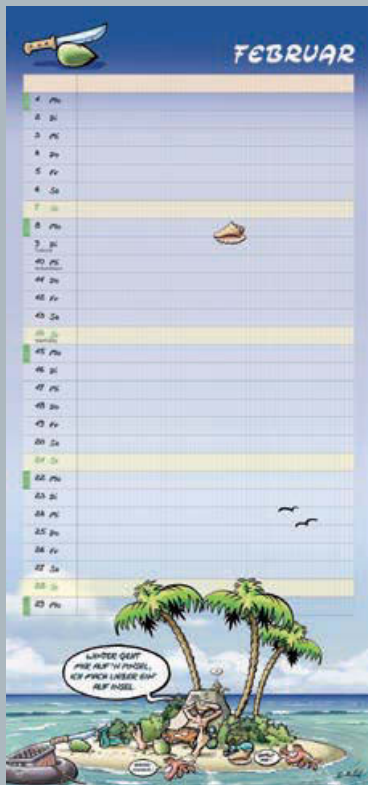 FEBRUAR
1 Mo
2 Di
3 Mi
4 Do
5 Fr
6 Sa
7 So
8 Mo
9 Di
10 Mi
11 Do
12 Fr
13 Sa
14 So
15 Mo
16 Di
17 Mi
18 Do
19 Fr
20 Sa
21 So
22 Mo
23 Di
24 Mi
25 Do
26 Fr
27 Sa
28 So
29 Mo
WINTER GEHT
MIR AUF'N PINSEL,
ICH MACH LIEBER EIN'
AUF INSEL